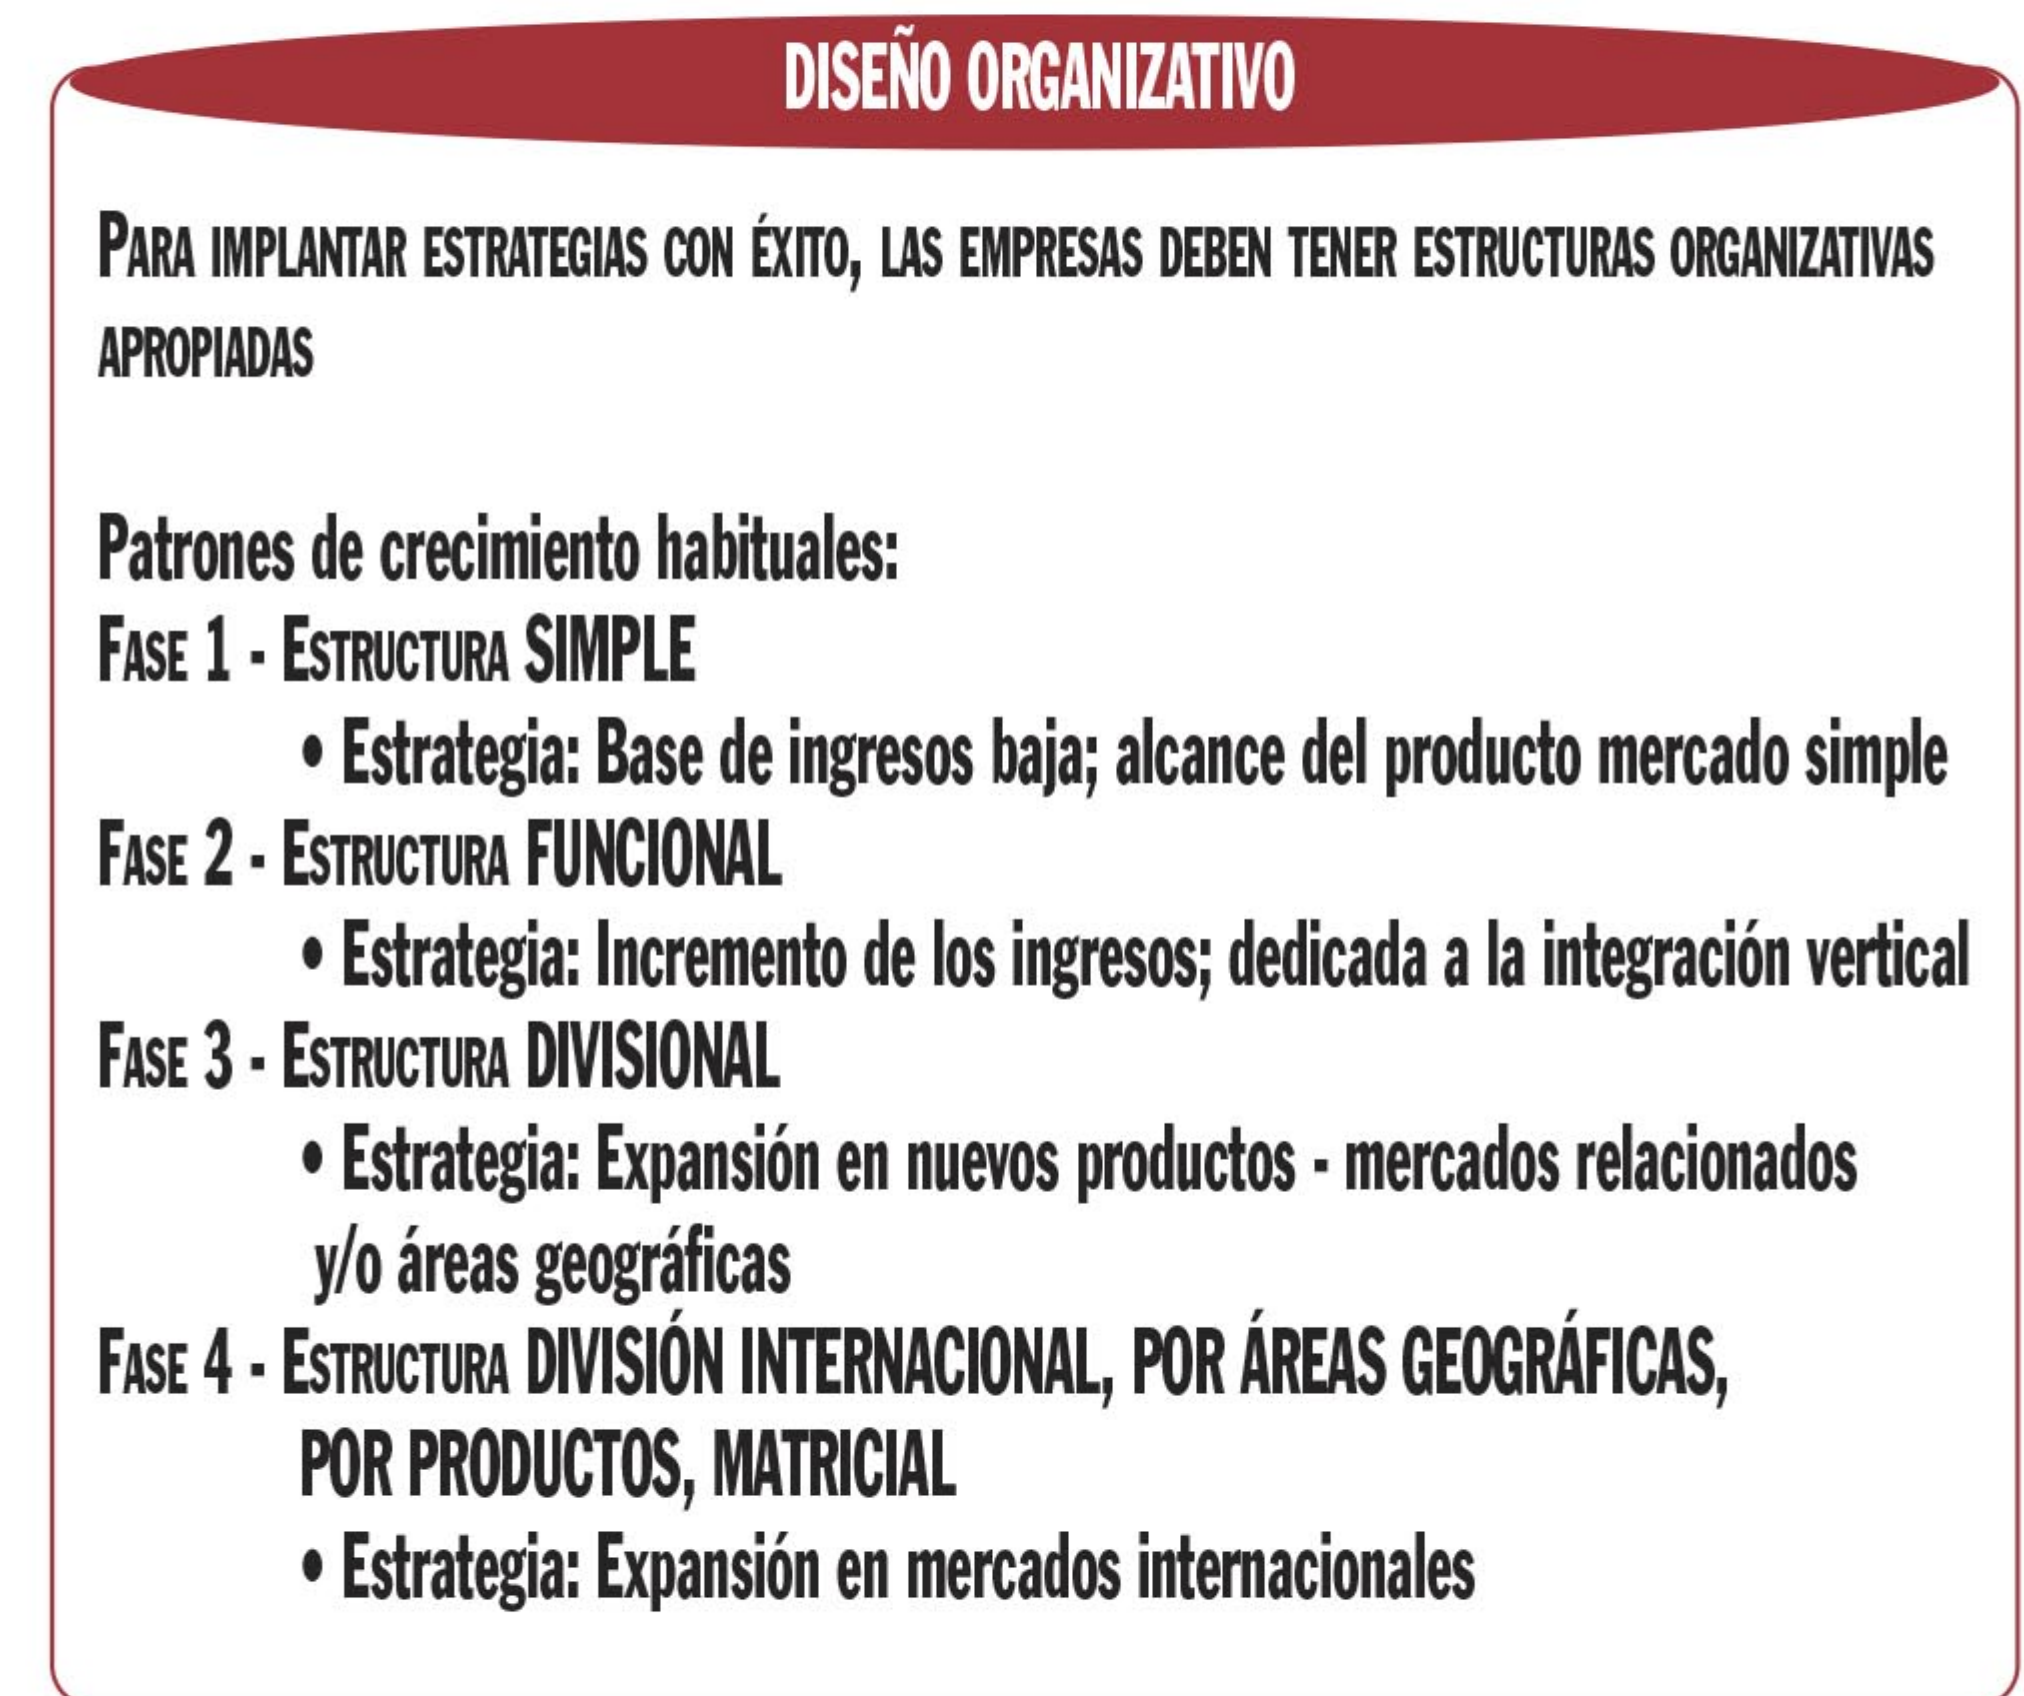 DISEÑO ORGANIZATIVO
PARA IMPLANTAR ESTRATEGIAS CON ÉXITO, LAS EMPRESAS DEBEN TENER ESTRUCTURAS ORGANIZATIVAS
APROPIADAS
Patrones de crecimiento habituales:
FASE 1 - ESTRUCTURA SIMPLE
• Estrategia: Base de ingresos baja; alcance del producto mercado simple
FASE 2 - ESTRUCTURA FUNCIONAL
• Estrategia: Incremento de los ingresos; dedicada a la integración vertical
FASE 3 - ESTRUCTURA DIVISIONAL
• Estrategia: Expansión en nuevos productos - mercados relacionados
y/o áreas geográficas
FASE 4 - ESTRUCTURA DIVISIÓN INTERNACIONAL, POR ÁREAS GEOGRÁFICAS,
POR PRODUCTOS, MATRICIAL
• Estrategia: Expansión en mercados internacionales